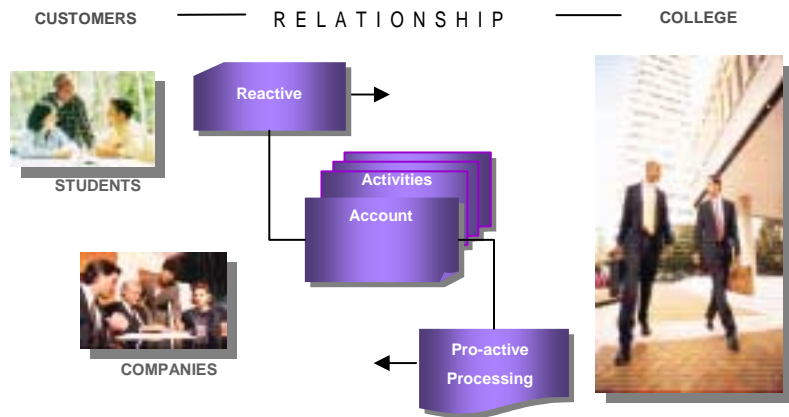 CUSTOMERS
RELATIONSHIP
COLLEGE
Reactive
STUDENTS
Activities
Account
COMPANIES
Pro-active
Processing